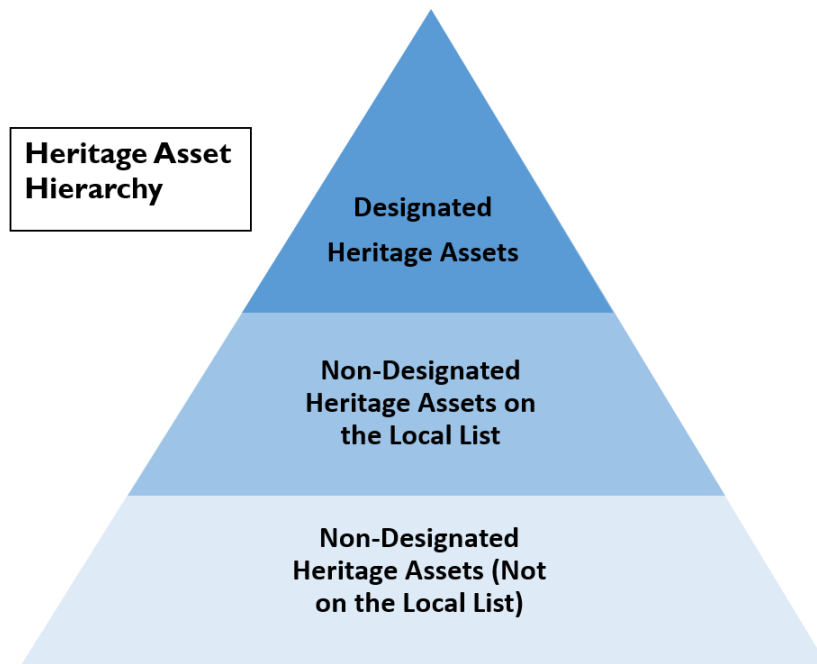 Heritage Asset
Hierarchy
Designated
Heritage Assets
Non-Designated
Heritage Assets on
the Local List
Non-Designated
Heritage Assets (Not
on the Local List)